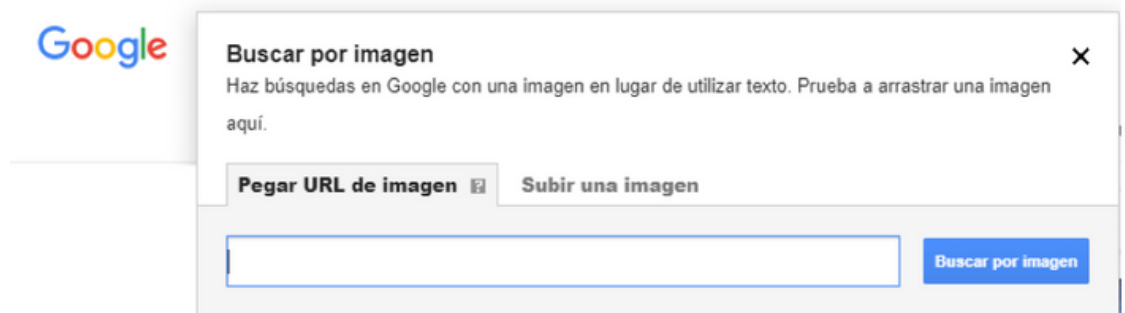 Google
Buscar por imagen
Haz búsquedas en Google con una imagen en lugar de utilizar texto. Prueba a arrastrar una imagen
aquí.
Pegar URL de imagen ?
Subir una imagen
Buscar por imagen